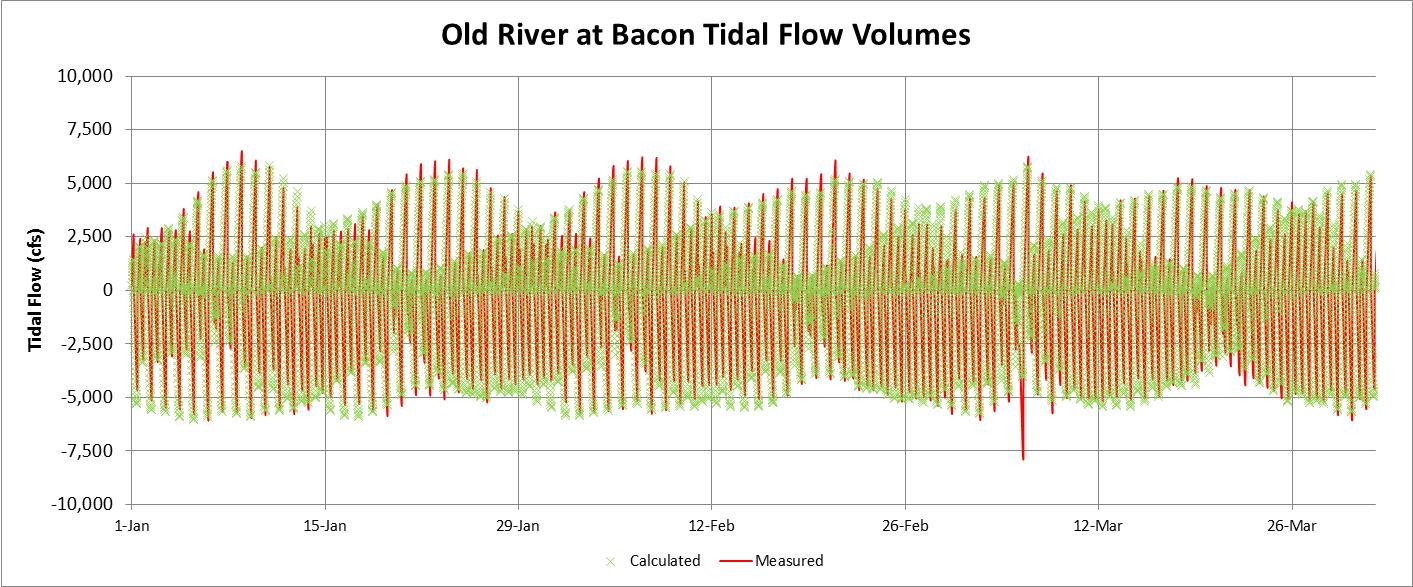 Old River at Bacon Tidal Flow Volumes
10,000
7,500
5,000
2,500
0
-2,500
-5,000
-7,500
-10,000
Tidal Flow (cfs)
1-Jan 15-Jan 29-Jan 12-Feb 26-Feb 12-Mar 26-Mar
Calculated Measured